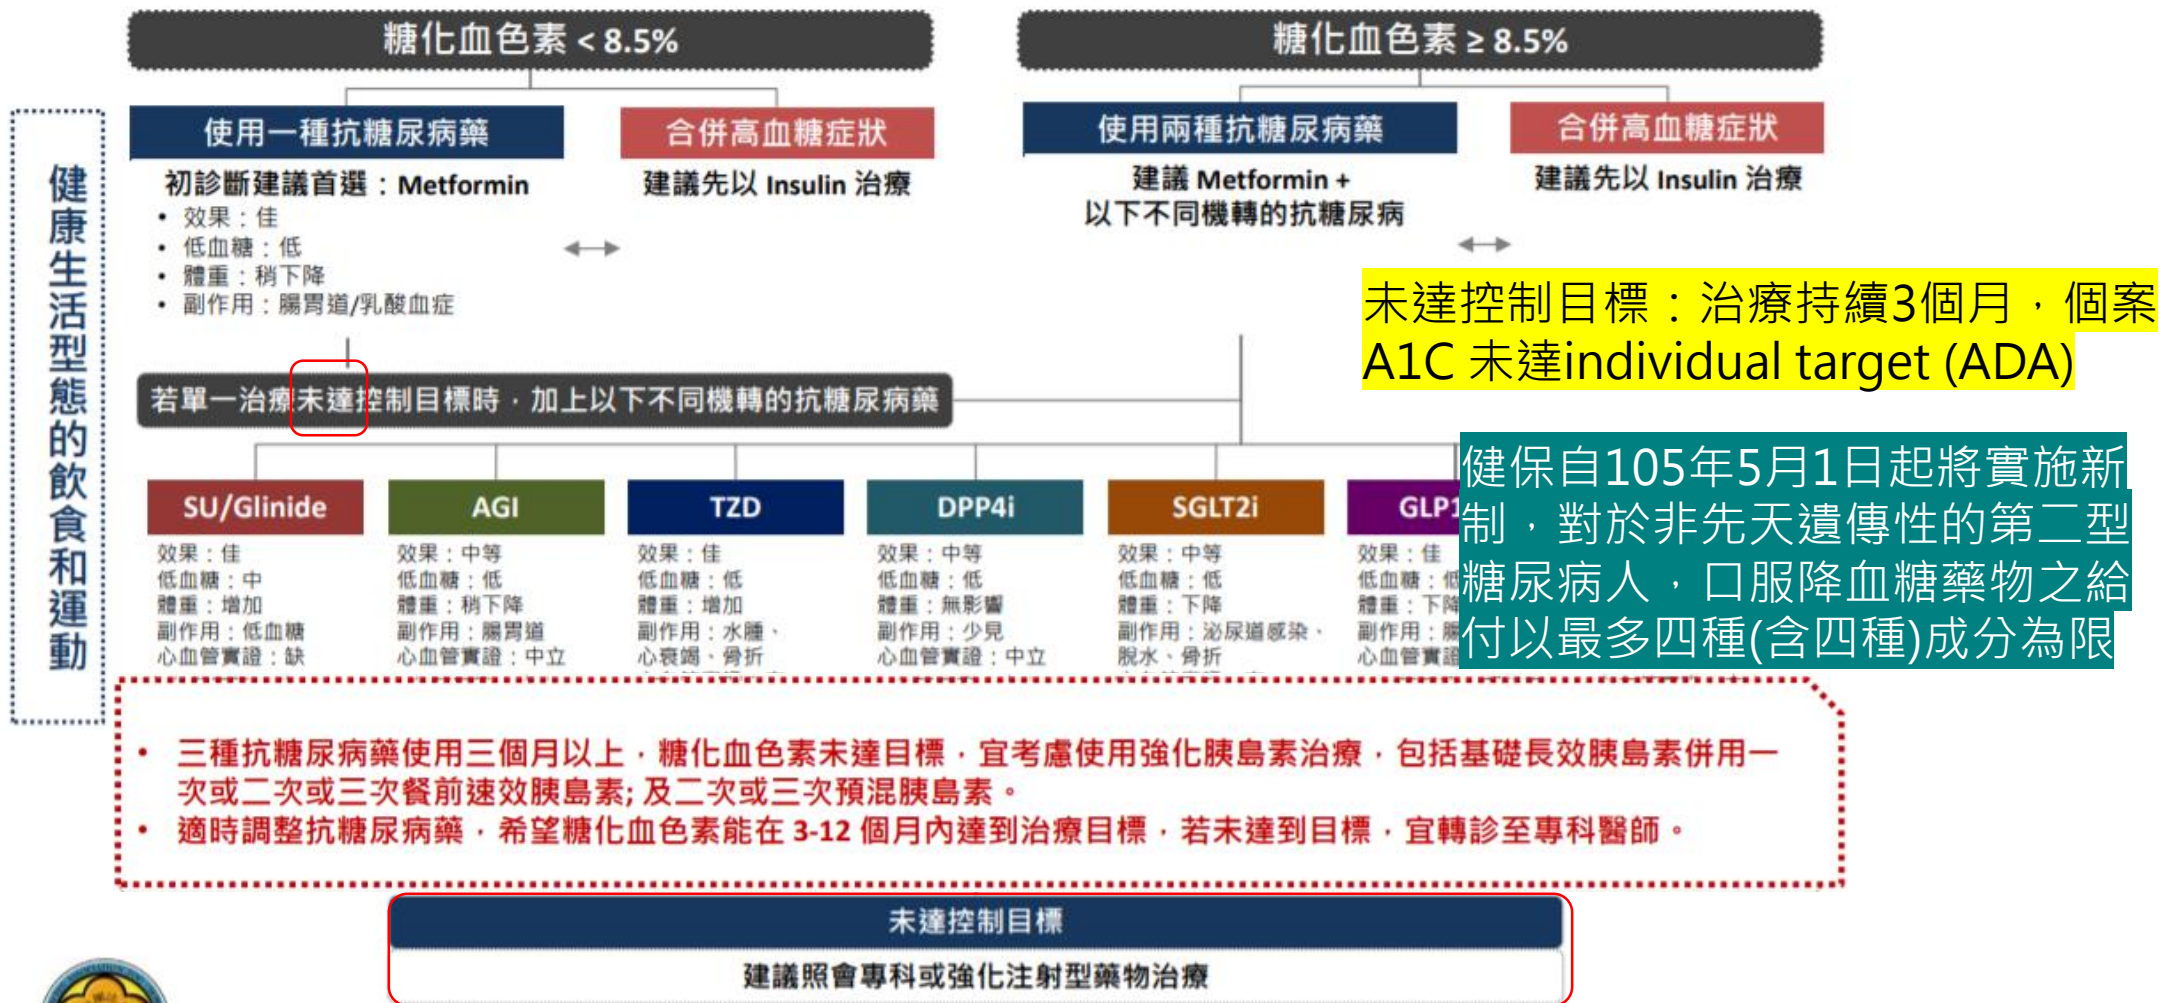 糖化血色素 < 8.5%
糖化血色素 ≥ 8.5%
健康生活型態的飲食和運動
使用一種抗糖尿病藥
合併高血糖症狀
使用兩種抗糖尿病藥
合併高血糖症狀
初診斷建議首選：Metformin
• 效果：佳
• 低血糖：低
• 體重：稍下降
• 副作用：腸胃道/乳酸血症
建議先以 Insulin 治療
建議 Metformin +
以下不同機轉的抗糖尿病
建議先以 Insulin 治療
未達控制目標：治療持續3個月，個案
A1C 未達individual target (ADA)
若單一治療未達控制目標時，加上以下不同機轉的抗糖尿病藥
健保自105年5月1日起將實施新
制，對於非先天遺傳性的第二型
糖尿病人，口服降血糖藥物之給
付以最多四種(含四種)成分為限
SU/Glinide
效果：佳
低血糖：中
體重：增加
副作用：低血糖
心血管實證：缺
AGI
效果：中等
低血糖：低
體重：稍下降
副作用：腸胃道
心血管實證：中立
TZD
效果：佳
低血糖：低
體重：增加
副作用：水腫、
心衰竭、骨折
DPP4i
效果：中等
低血糖：低
體重：無影響
副作用：少見
心血管實證：中立
SGLT2i
效果：中等
低血糖：低
體重：下降
副作用：泌尿道感染、
脫水、骨折
GLP1
效果：佳
低血糖：低
體重：下降
副作用：腸
心血管實證
• 三種抗糖尿病藥使用三個月以上，糖化血色素未達目標，宜考慮使用強化胰島素治療，包括基礎長效胰島素併用一
次或二次或三次餐前速效胰島素; 及二次或三次預混胰島素。
• 適時調整抗糖尿病藥，希望糖化血色素能在 3-12 個月內達到治療目標，若未達到目標，宜轉診至專科醫師。
未達控制目標
建議照會專科或強化注射型藥物治療